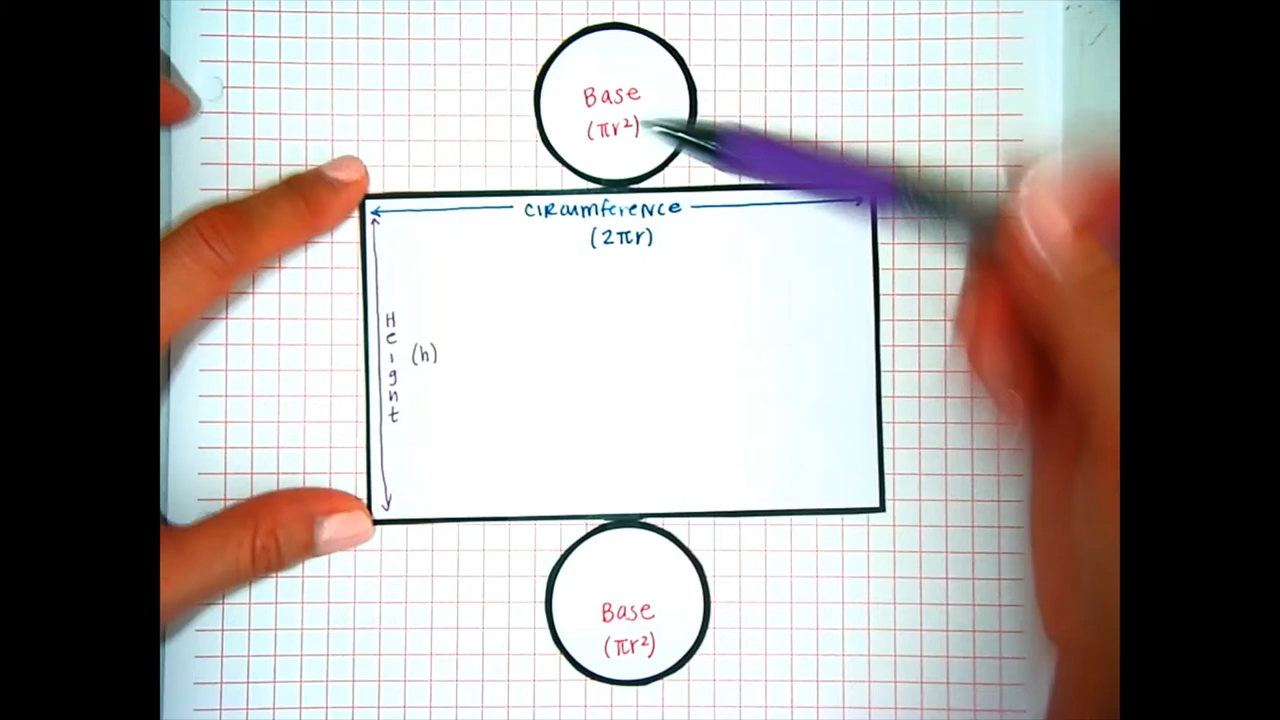 Base
(πr²)
CIRCUMFERENCE
(2πr)
Height
(h)
Base
(πr²)